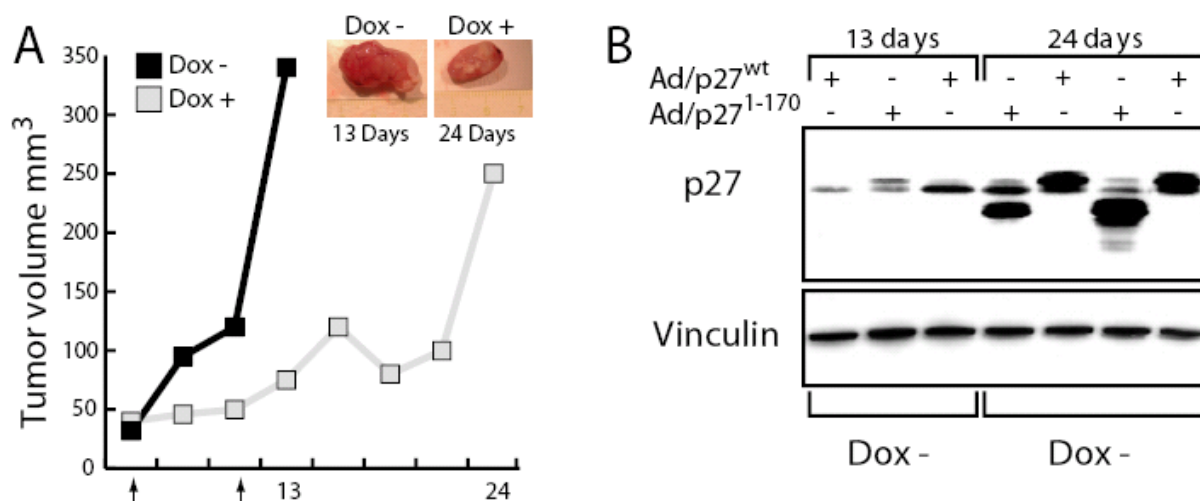 A
Tumor volume mm³
350
300
250
200
150
100
50
0
Dox -
Dox +
Dox -
Dox +
13 Days
24 Days
13
24
B
13 days
24 days
Ad/p27wt
+ - + - + - +
Ad/p271-170
- + - + - + -
p27
Vinculin
Dox -
Dox -